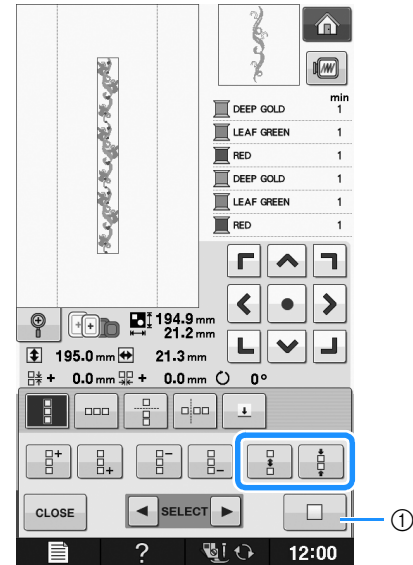 min
DEEP GOLD 1
LEAF GREEN 1
RED 1
DEEP GOLD 1
LEAF GREEN 1
RED 1
194.9 mm
21.2 mm
195.0 mm 21.3 mm
+ 0.0 mm + 0.0 mm 0°
CLOSE SELECT
①
? 12:00